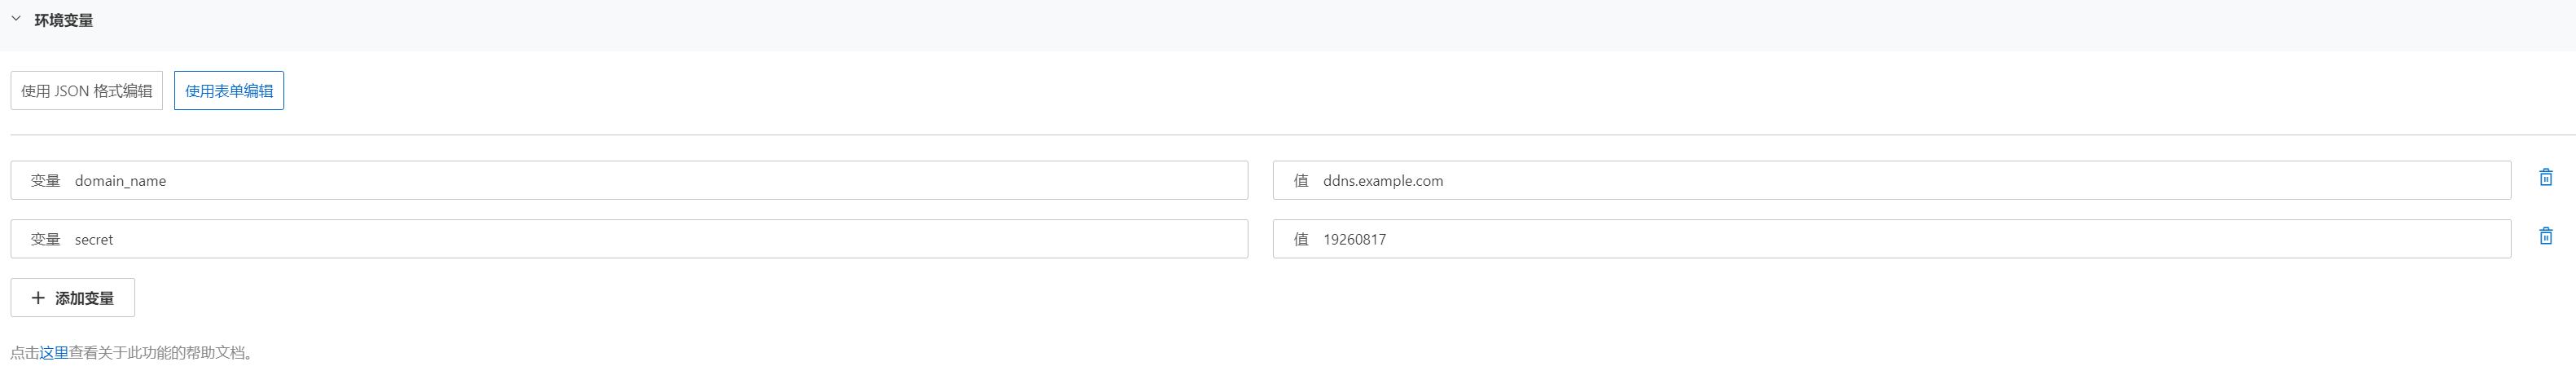 环境变量
使用 JSON 格式编辑 使用表单编辑
变量 domain_name 值 ddns.example.com
变量 secret 值 19260817
添加变量
点击这里查看关于此功能的帮助文档。